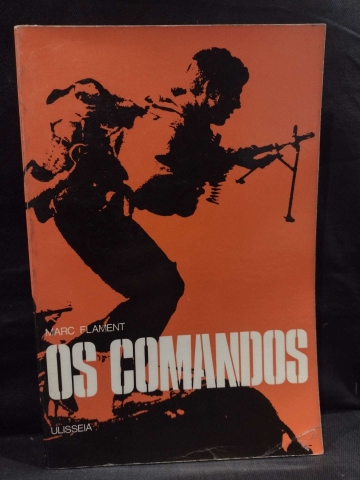 MARC FLAMENT
OS COMANDOS
ULISSEIA